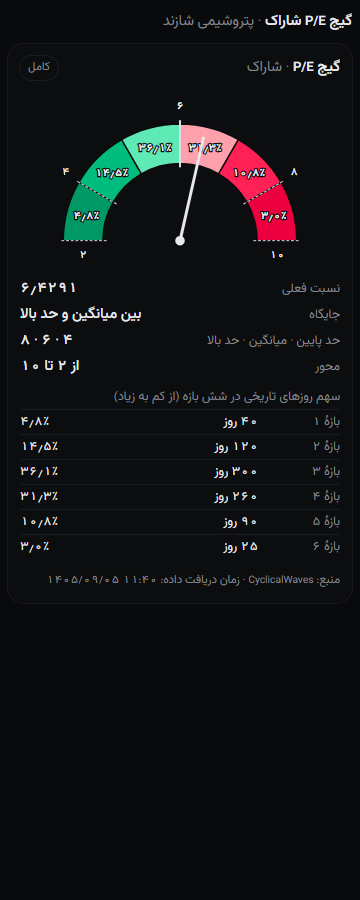 گیج P/E شاراک · پتروشیمی شازند
گیج P/E · شاراک
کامل
۶
۳۶٫۱٪
۳۱٫۳٪
۱۴٫۵٪
۱۰٫۸٪
۴
۸
۴٫۸٪
۳٫۰٪
۲
۱۰
نسبت فعلی ۶٫۴۲۹۱
جایگاه بین میانگین و حد بالا
حد پایین · میانگین · حد بالا ۴ · ۶ · ۸
محور از ۲ تا ۱۰
سهم روزهای تاریخی در شش بازه (از کم به زیاد)
بازهٔ ۱ ۴۰ روز ۴٫۸٪
بازهٔ ۲ ۱۲۰ روز ۱۴٫۵٪
بازهٔ ۳ ۳۰۰ روز ۳۶٫۱٪
بازهٔ ۴ ۲۶۰ روز ۳۱٫۳٪
بازهٔ ۵ ۹۰ روز ۱۰٫۸٪
بازهٔ ۶ ۲۵ روز ۳٫۰٪
منبع: CyclicalWaves · زمان دریافت داده: ۱۴۰۵/۰۹/۰۵ ۱۱:۴۰